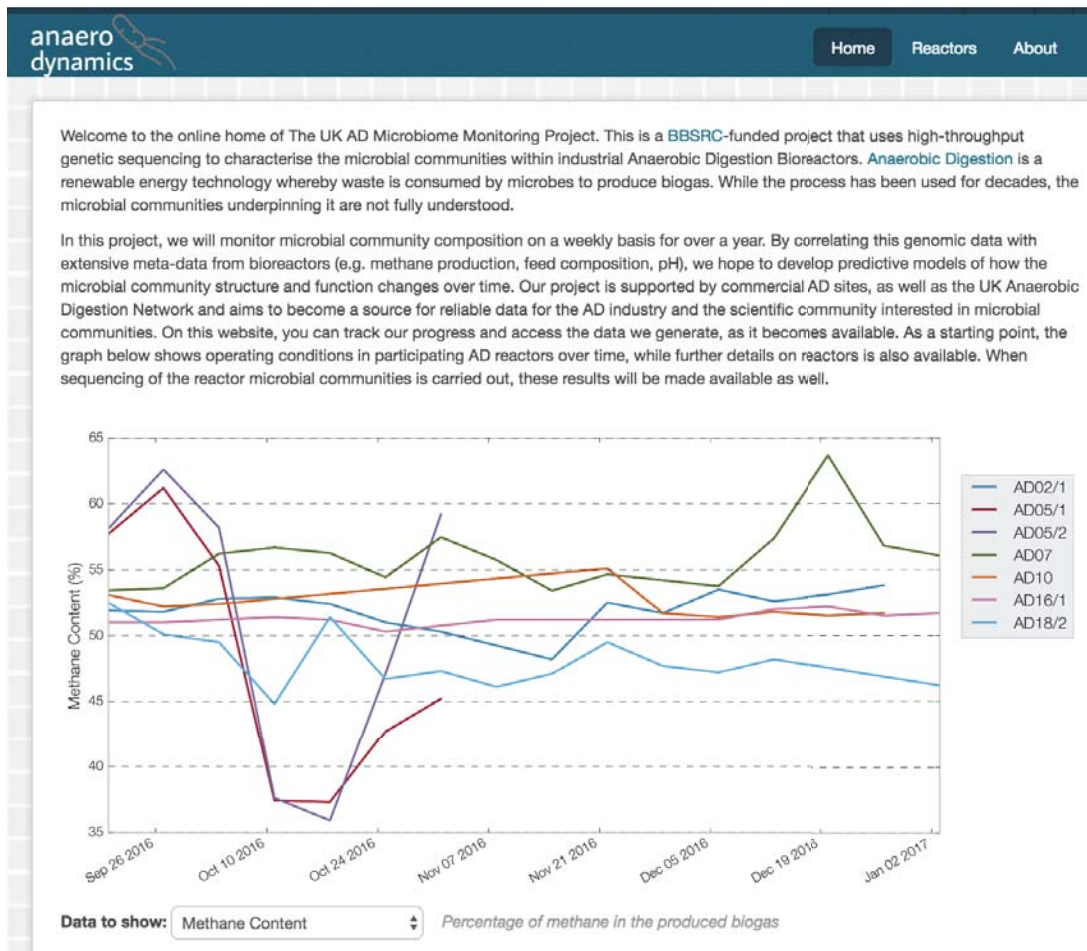 anaero
dynamics
Home Reactors About
Welcome to the online home of The UK AD Microbiome Monitoring Project. This is a BBSRC-funded project that uses high-throughput
genetic sequencing to characterise the microbial communities within industrial Anaerobic Digestion Bioreactors. Anaerobic Digestion is a
renewable energy technology whereby waste is consumed by microbes to produce biogas. While the process has been used for decades, the
microbial communities underpinning it are not fully understood.
In this project, we will monitor microbial community composition on a weekly basis for over a year. By correlating this genomic data with
extensive meta-data from bioreactors (e.g. methane production, feed composition, pH), we hope to develop predictive models of how the
microbial community structure and function changes over time. Our project is supported by commercial AD sites, as well as the UK Anaerobic
Digestion Network and aims to become a source for reliable data for the AD industry and the scientific community interested in microbial
communities. On this website, you can track our progress and access the data we generate, as it becomes available. As a starting point, the
graph below shows operating conditions in participating AD reactors over time, while further details on reactors is also available. When
sequencing of the reactor microbial communities is carried out, these results will be made available as well.
65
60
55
50
45
40
35
Methane Content (%)
AD02/1
AD05/1
AD05/2
AD07
AD10
AD16/1
AD18/2
Sep 26 2016
Oct 10 2016
Oct 24 2016
Nov 07 2016
Nov 21 2016
Dec 05 2016
Dec 19 2016
Jan 02 2017
Data to show: Methane Content Percentage of methane in the produced biogas